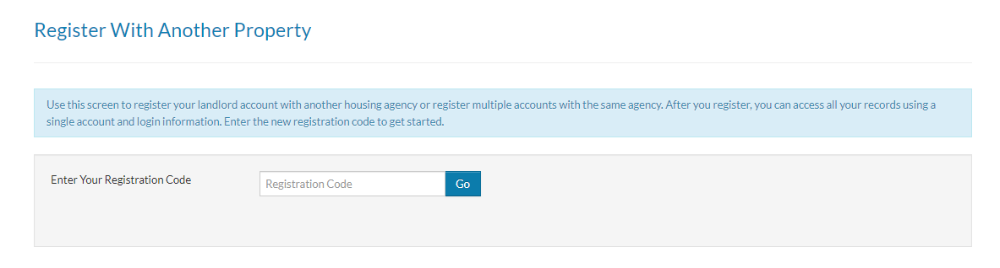 Register With Another Property
Use this screen to register your landlord account with another housing agency or register multiple accounts with the same agency. After you register, you can access all your records using a
single account and login information. Enter the new registration code to get started.
Enter Your Registration Code
Registration Code
Go